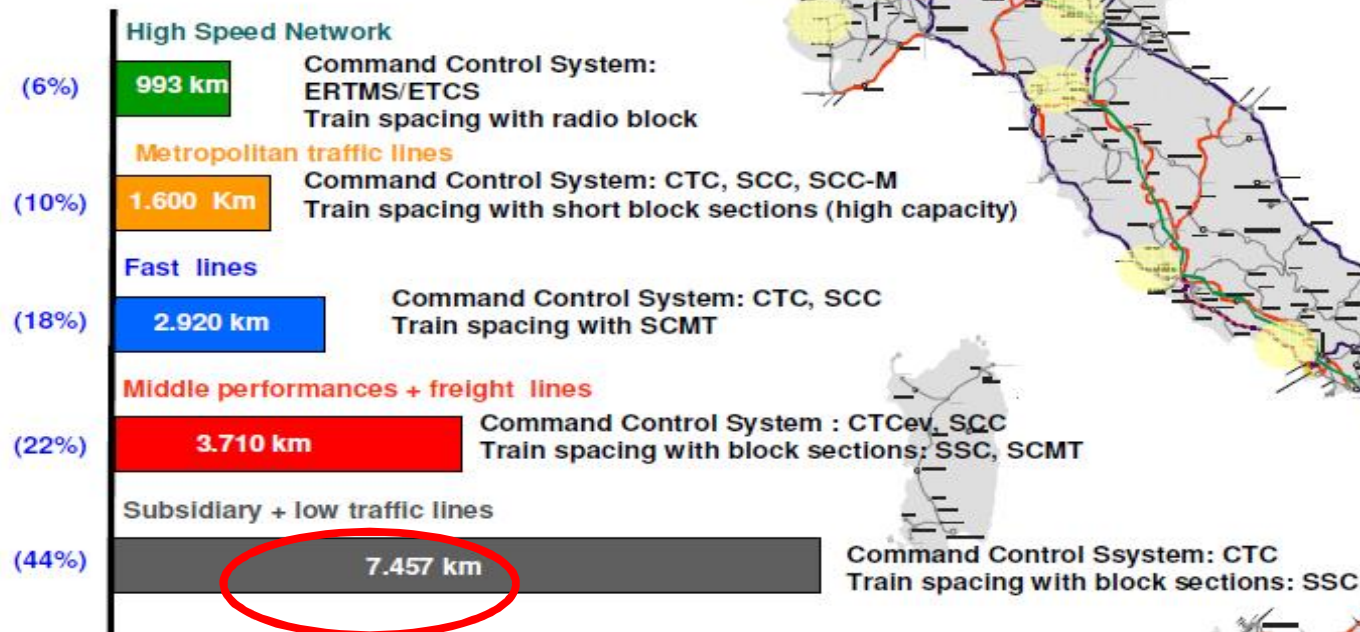 High Speed Network
(6%)
993 km
Command Control System:
ERTMS/ETCS
Train spacing with radio block
Metropolitan traffic lines
(10%)
1.600 Km
Command Control System: CTC, SCC, SCC-M
Train spacing with short block sections (high capacity)
Fast lines
(18%)
2.920 km
Command Control System: CTC, SCC
Train spacing with SCMT
Middle performances + freight lines
(22%)
3.710 km
Command Control System : CTCev, SCC
Train spacing with block sections: SSC, SCMT
Subsidiary + low traffic lines
(44%)
7.457 km
Command Control Ssystem: CTC
Train spacing with block sections: SSC